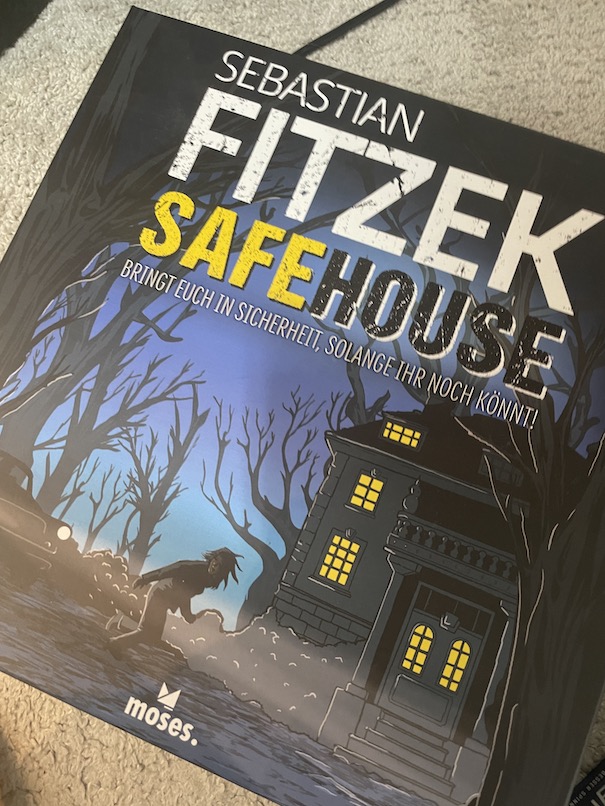 SEBASTIAN
FITZEK
SAFEHOUSE
BRINGT EUCH IN SICHERHEIT, SOLANGE IHR NOCH KÖNNT!
moses.